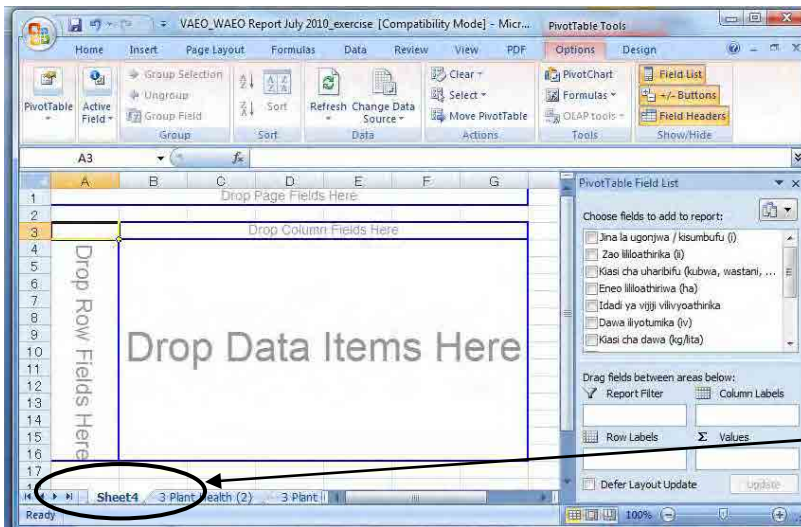 VAEO_WAEO Report July 2010_exercise [Compatibility Mode] - Micr...
PivotTable Tools
Home Insert Page Layout Formulas Data Review View PDF Options Design
PivotTable
Active Field
Group Selection
Ungroup
Group Field
Group
Sort
Sort
Refresh
Change Data Source
Data
Clear
Select
Move PivotTable
Actions
PivotChart
Formulas
OLAP tools
Tools
Field List
+/- Buttons
Field Headers
Show/Hide
A3 fx
A B C D E F G
1 Drop Page Fields Here
2
3 Drop Column Fields Here
4
5
6
7
8
9
10
11
12
13
14
15
16
17
Drop Row Fields Here
Drop Data Items Here
PivotTable Field List
Choose fields to add to report:
Jina la ugonjwa / kisumbufu (i)
Zao lililoathirika (ii)
Kiasi cha uharibifu (kubwa, wastani, ...
Eneo lililoathiriwa (ha)
Idadi ya vijiji vilivyoathirika
Dawa iliyotumika (iv)
Kiasi cha dawa (kg/lita)
Drag fields between areas below:
Report Filter Column Labels
Row Labels Σ Values
Defer Layout Update Update
Sheet4 3 Plant Health (2) 3 Plant
Ready 100%